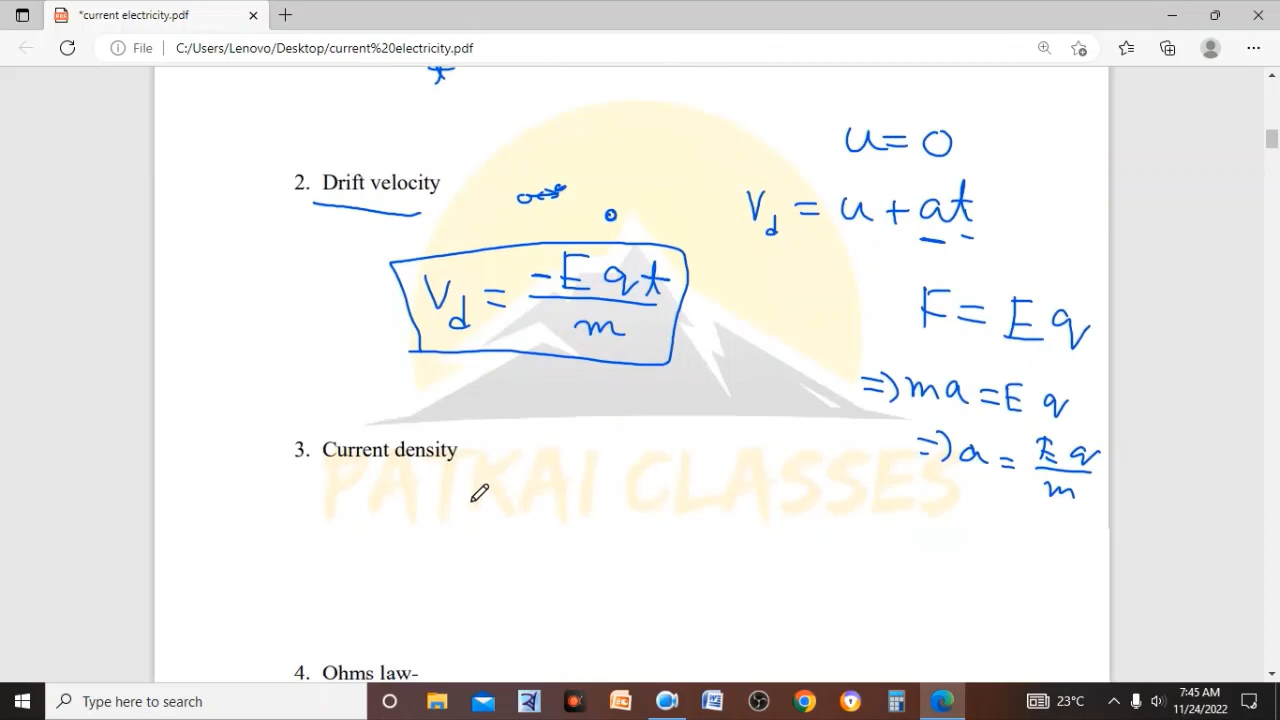 *current electricity.pdf
File
C:/Users/Lenovo/Desktop/current%20electricity.pdf
u = 0
2. Drift velocity
V_d = u + at
V_d = -Eqt/m
F = Eq
=> ma = Eq
=> a = Eq/m
3. Current density
PATKAI CLASSES
4. Ohms law-
Type here to search
23°C
7:45 AM
11/24/2022